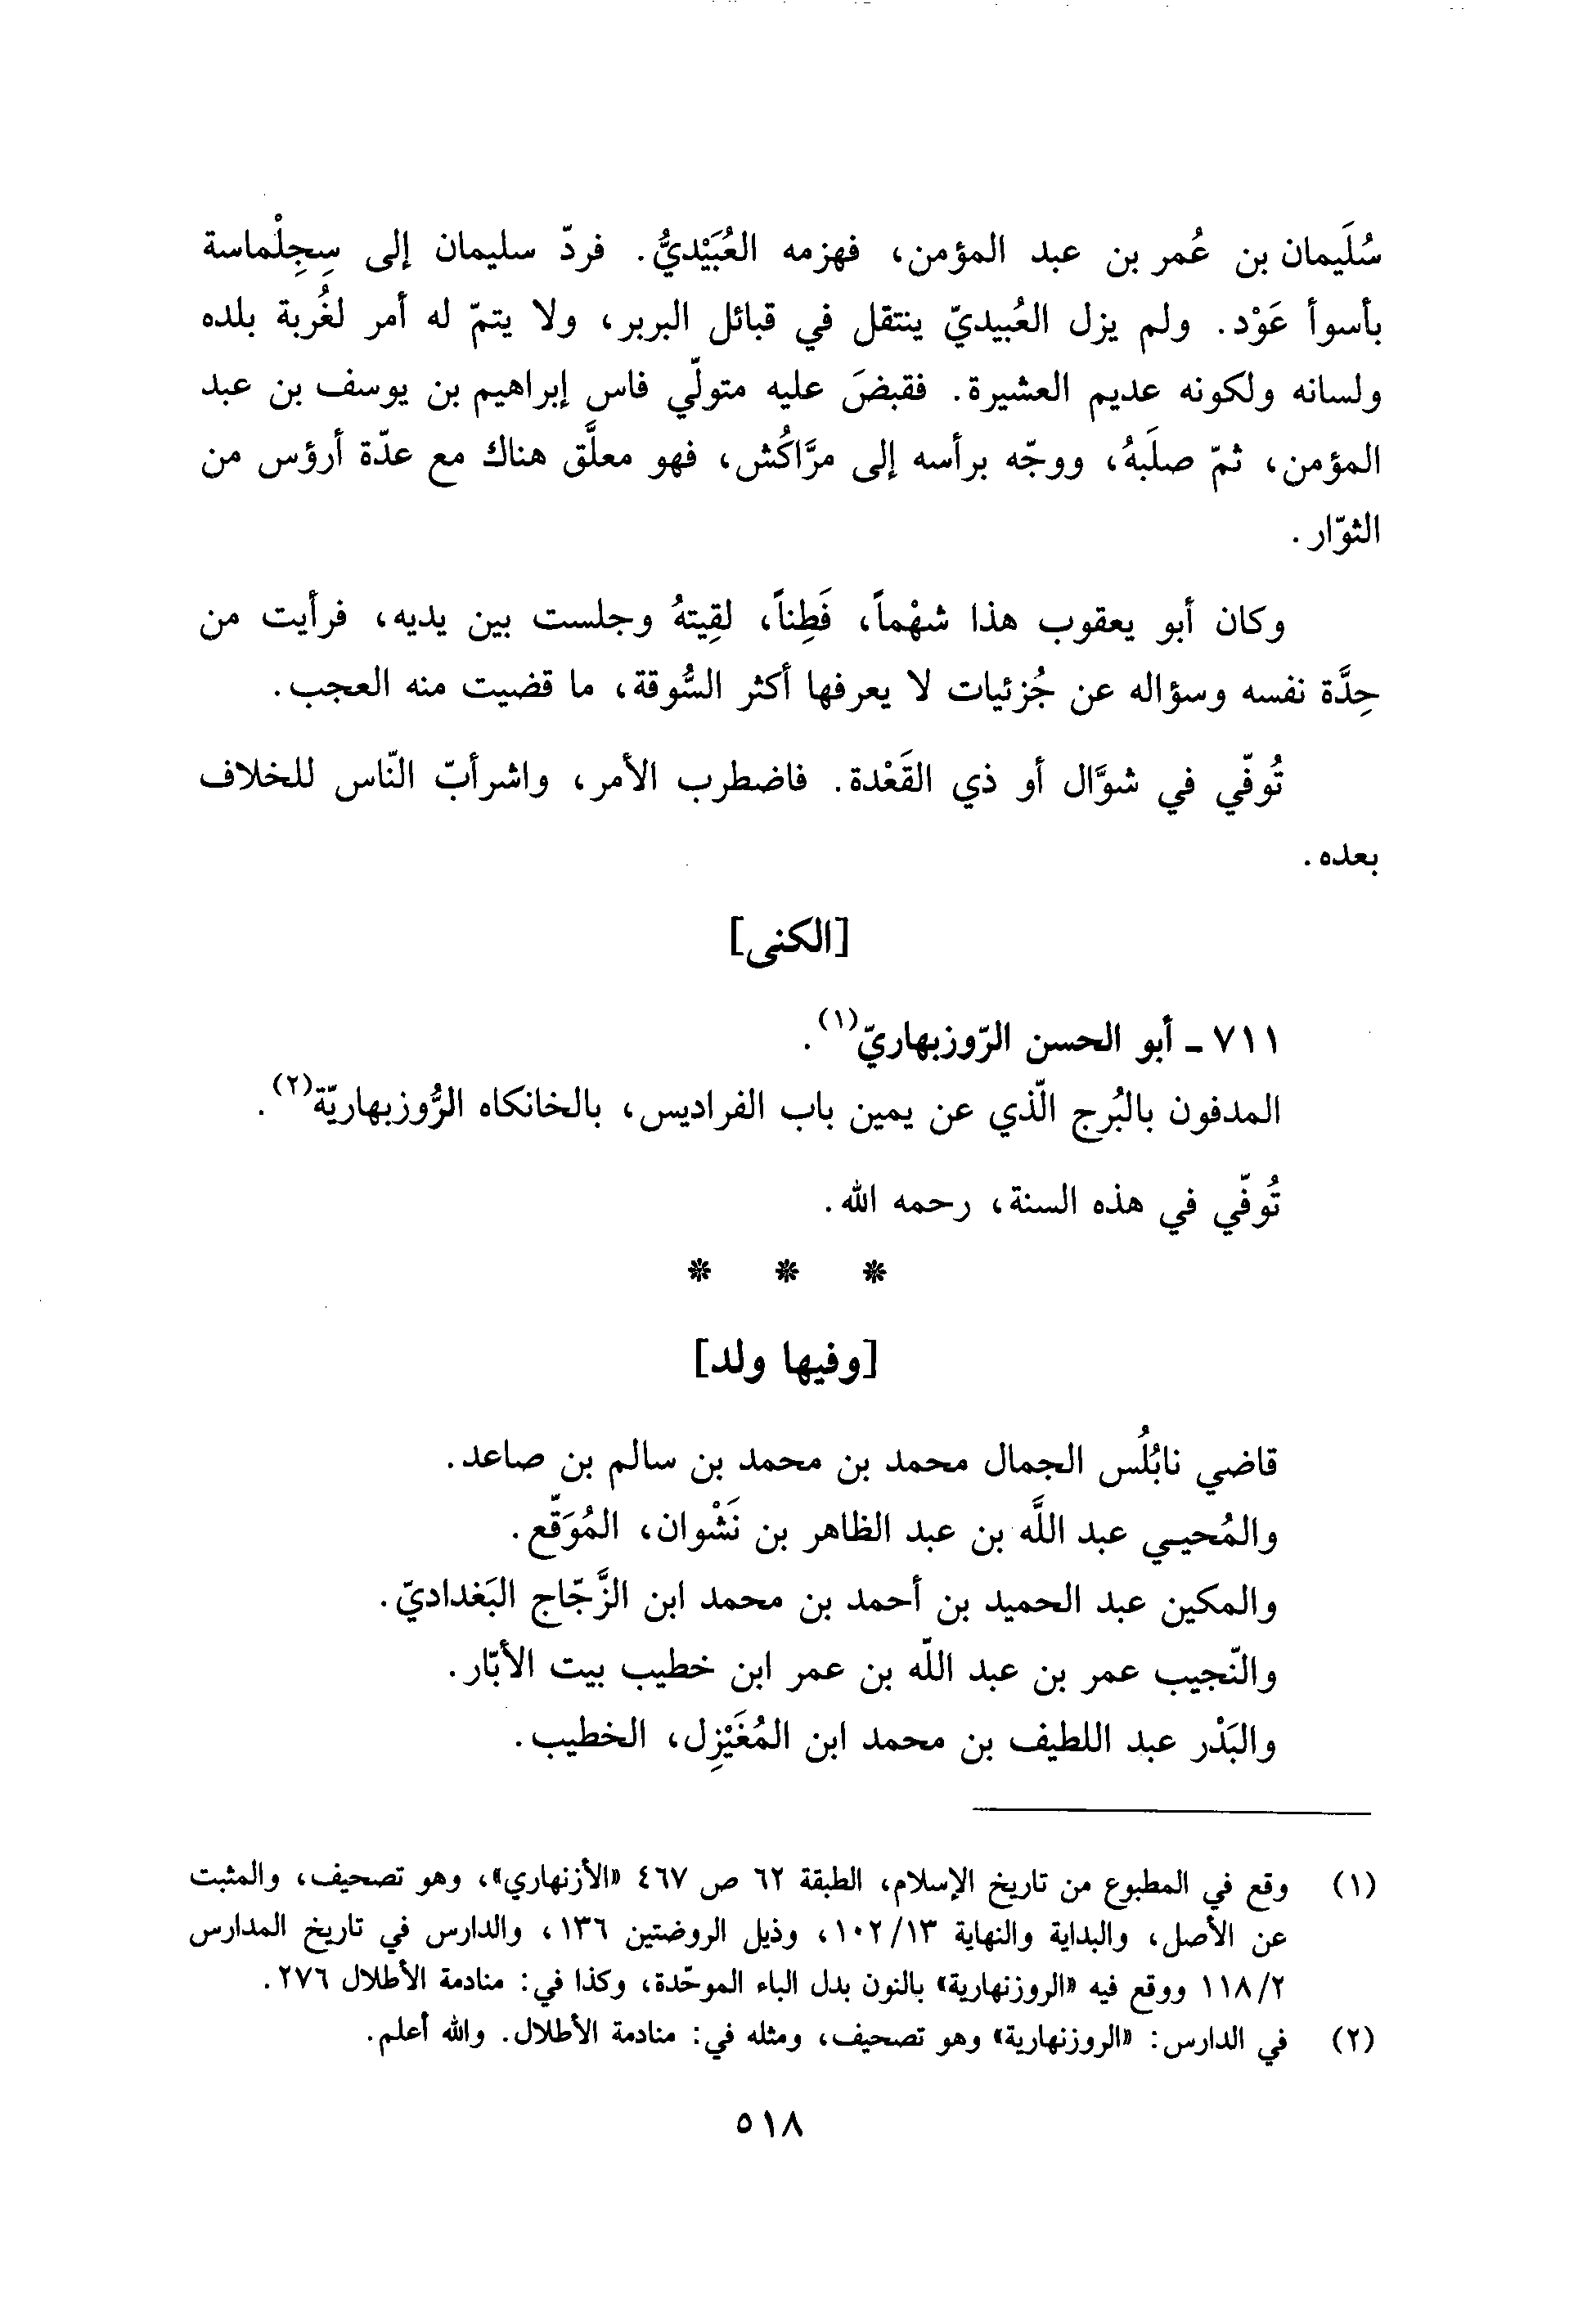 سُلَيمان بن عُمر بن عبد المؤمن، فهزمه العُبَيْديُّ. فردّ سليمان إلى سِجِلْماسة
بأسوأ عَوْد. ولم يزل العُبيديّ ينتقل في قبائل البربر، ولا يتمّ له أمر لغُربة بلده
ولسانه ولكونه عديم العشيرة. فقبضَ عليه متولّي فاس إبراهيم بن يوسف بن عبد
المؤمن، ثمّ صلَبهُ، ووجّه برأسه إلى مرَّاكُش، فهو معلَّق هناك مع عدّة أرؤس من
الثوّار.
وكان أبو يعقوب هذا شهْماً، فَطِناً، لقِيتهُ وجلست بين يديه، فرأيت من
حِدَّة نفسه وسؤاله عن جُزئيات لا يعرفها أكثر السُّوقة، ما قضيت منه العجب.
تُوفّي في شوَّال أو ذي القَعْدة. فاضطرب الأمر، واشرأبّ النّاس للخلاف
بعده.
[الكنى]
٧١١ - أبو الحسن الرّوزبهاريّ(١).
المدفون بالبُرج الّذي عن يمين باب الفراديس، بالخانكاه الرُّوزبهاريّة(٢).
تُوفّي في هذه السنة، رحمه الله.
* * *
[وفيها ولد]
قاضي نابُلُس الجمال محمد بن محمد بن سالم بن صاعد.
والمُحيـي عبد اللَّه بن عبد الظاهر بن نَشْوان، المُوَقّع.
والمكين عبد الحميد بن أحمد بن محمد ابن الزَّجّاج البَغداديّ.
والنّجيب عمر بن عبد اللّه بن عمر ابن خطيب بيت الأبّار.
والبَدْر عبد اللطيف بن محمد ابن المُغَيْزِل، الخطيب.
(١) وقع في المطبوع من تاريخ الإسلام، الطبقة ٦٢ ص ٤٦٧ «الأزنهاري»، وهو تصحيف، والمثبت
عن الأصل، والبداية والنهاية ١٠٢/١٣، وذيل الروضتين ١٣٦، والدارس في تاريخ المدارس
١١٨/٢ ووقع فيه «الروزنهارية» بالنون بدل الباء الموحّدة، وكذا في: منادمة الأطلال ٢٧٦.
(٢) في الدارس: «الروزنهارية» وهو تصحيف، ومثله في: منادمة الأطلال. والله أعلم.
٥١٨